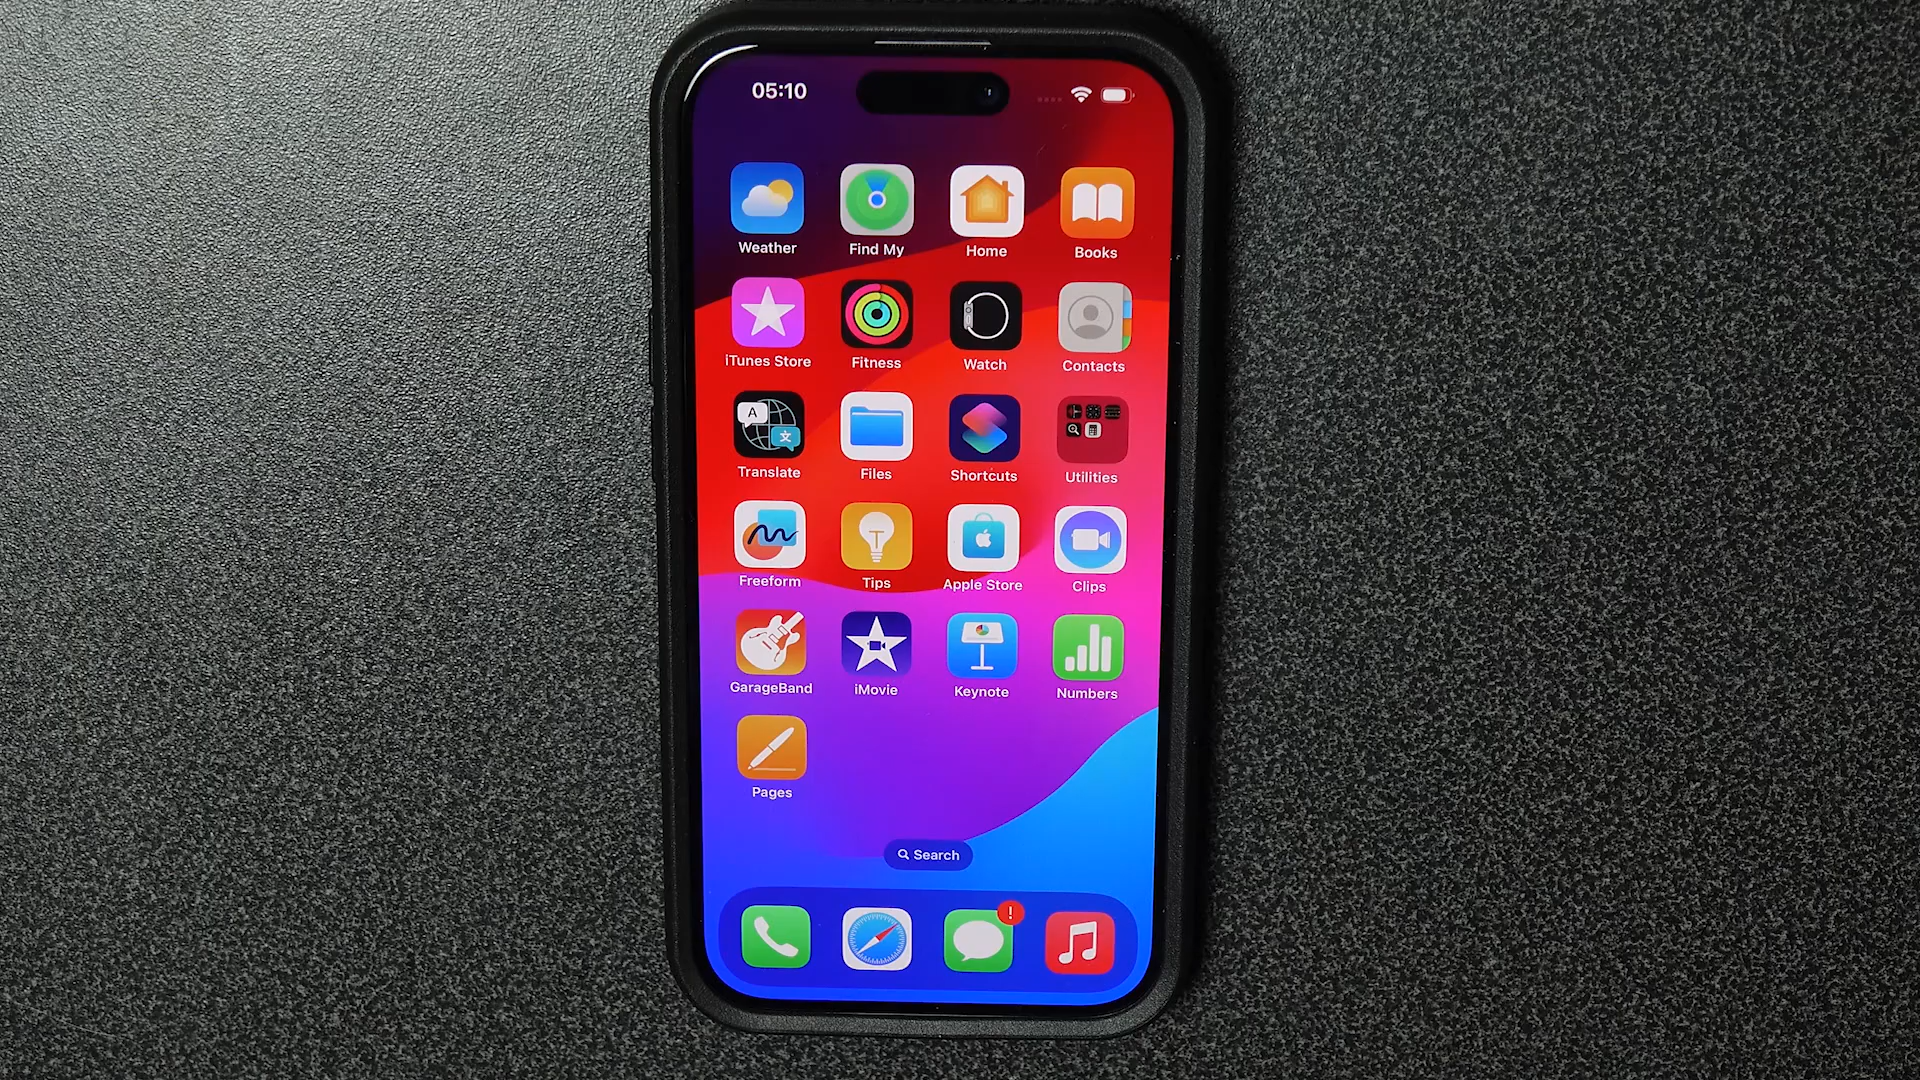 05:10
Weather Find My Home Books
iTunes Store Fitness Watch Contacts
A 文
Translate Files Shortcuts Utilities
Freeform Tips Apple Store Clips
GarageBand iMovie Keynote Numbers
Pages
Search
!